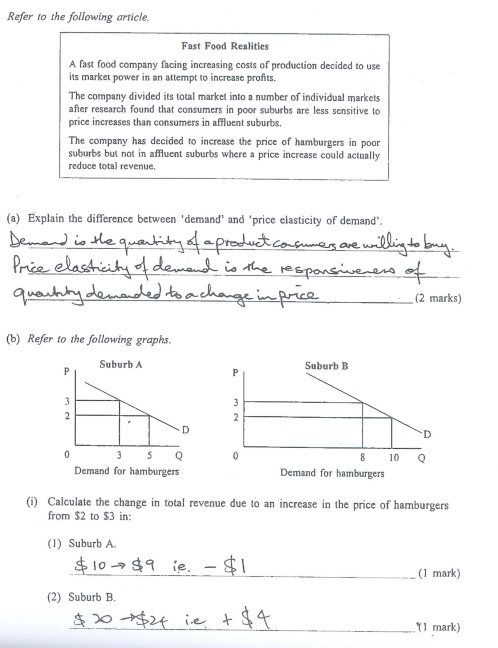 Refer to the following article.
Fast Food Realities
A fast food company facing increasing costs of production decided to use
its market power in an attempt to increase profits.
The company divided its total market into a number of individual markets
after research found that consumers in poor suburbs are less sensitive to
price increases than consumers in affluent suburbs.
The company has decided to increase the price of hamburgers in poor
suburbs but not in affluent suburbs where a price increase could actually
reduce total revenue.
(a) Explain the difference between 'demand' and 'price elasticity of demand'.
Demand is the quantity of a product consumers are willing to buy.
Price elasticity of demand is the responsiveness of
quantity demanded to a change in price
(2 marks)
(b) Refer to the following graphs.
Suburb A
P
3
2
D
0 3 5 Q
Demand for hamburgers
Suburb B
P
3
2
D
0 8 10 Q
Demand for hamburgers
(i) Calculate the change in total revenue due to an increase in the price of hamburgers
from $2 to $3 in:
(1) Suburb A.
$10 → $9 ie. - $1
(1 mark)
(2) Suburb B.
$20 → $24 i.e. + $4
(1 mark)